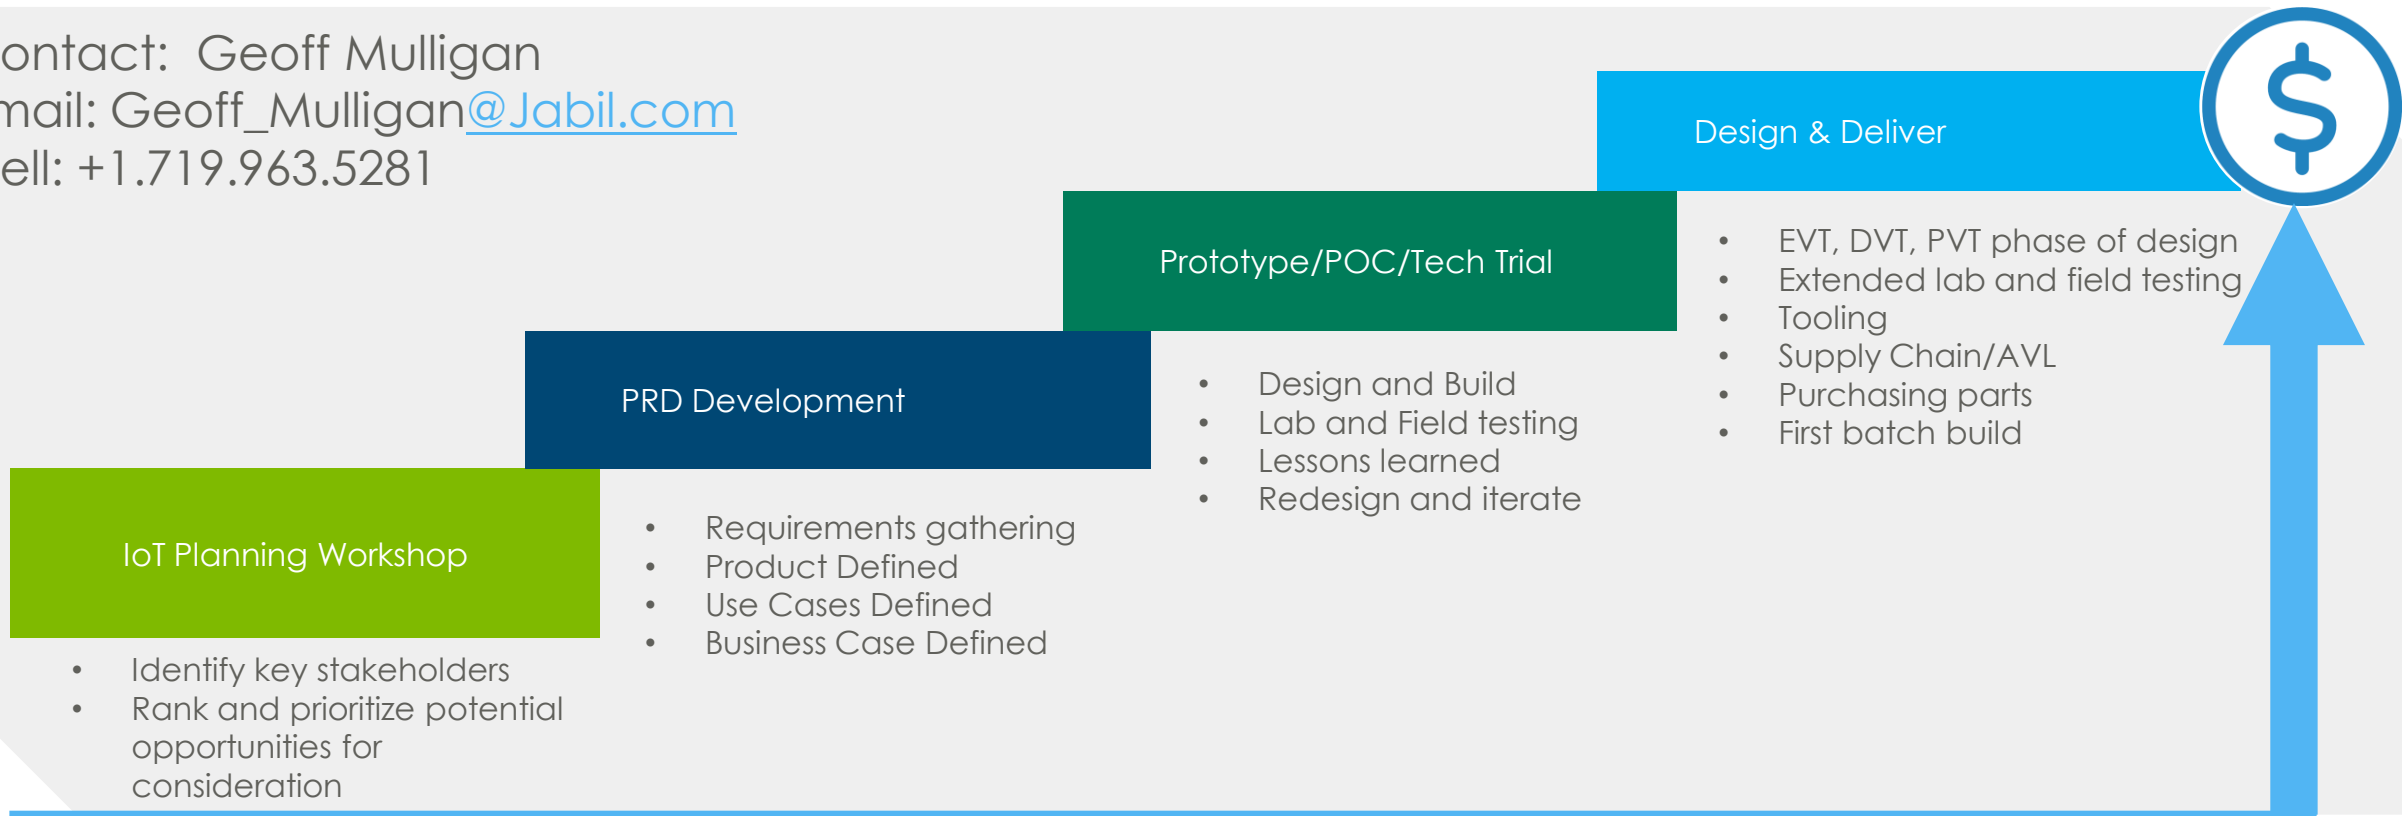 ontact: Geoff Mulligan
mail: Geoff_Mulligan@Jabil.com
ell: +1.719.963.5281
IoT Planning Workshop
• Identify key stakeholders
• Rank and prioritize potential
opportunities for
consideration
PRD Development
• Requirements gathering
• Product Defined
• Use Cases Defined
• Business Case Defined
Prototype/POC/Tech Trial
• Design and Build
• Lab and Field testing
• Lessons learned
• Redesign and iterate
Design & Deliver
• EVT, DVT, PVT phase of design
• Extended lab and field testing
• Tooling
• Supply Chain/AVL
• Purchasing parts
• First batch build
$